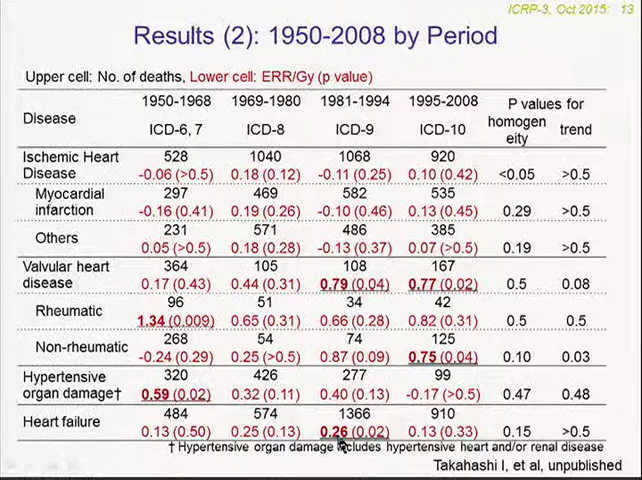 ICRP-3, Oct 2015: 13
Results (2): 1950-2008 by Period
Upper cell: No. of deaths, Lower cell: ERR/Gy (p value)
Disease 1950-1968 1969-1980 1981-1994 1995-2008 P values for
ICD-6, 7 ICD-8 ICD-9 ICD-10 homogen eity trend
Ischemic Heart 528 1040 1068 920
Disease -0.06 (>0.5) 0.18 (0.12) -0.11 (0.25) 0.10 (0.42) <0.05 >0.5
Myocardial 297 469 582 535
infarction -0.16 (0.41) 0.19 (0.26) -0.10 (0.46) 0.13 (0.45) 0.29 >0.5
Others 231 571 486 385
0.05 (>0.5) 0.18 (0.28) -0.13 (0.37) 0.07 (>0.5) 0.19 >0.5
Valvular heart 364 105 108 167
disease 0.17 (0.43) 0.44 (0.31) 0.79 (0.04) 0.77 (0.02) 0.5 0.08
Rheumatic 96 51 34 42
1.34 (0.009) 0.65 (0.31) 0.66 (0.28) 0.82 (0.31) 0.5 0.5
Non-rheumatic 268 54 74 125
-0.24 (0.29) 0.25 (>0.5) 0.87 (0.09) 0.75 (0.04) 0.10 0.03
Hypertensive 320 426 277 99
organ damage† 0.59 (0.02) 0.32 (0.11) 0.40 (0.13) -0.17 (>0.5) 0.47 0.48
Heart failure 484 574 1366 910
0.13 (0.50) 0.25 (0.13) 0.26 (0.02) 0.13 (0.33) 0.15 >0.5
† Hypertensive organ damage includes hypertensive heart and/or renal disease
Takahashi I, et al, unpublished